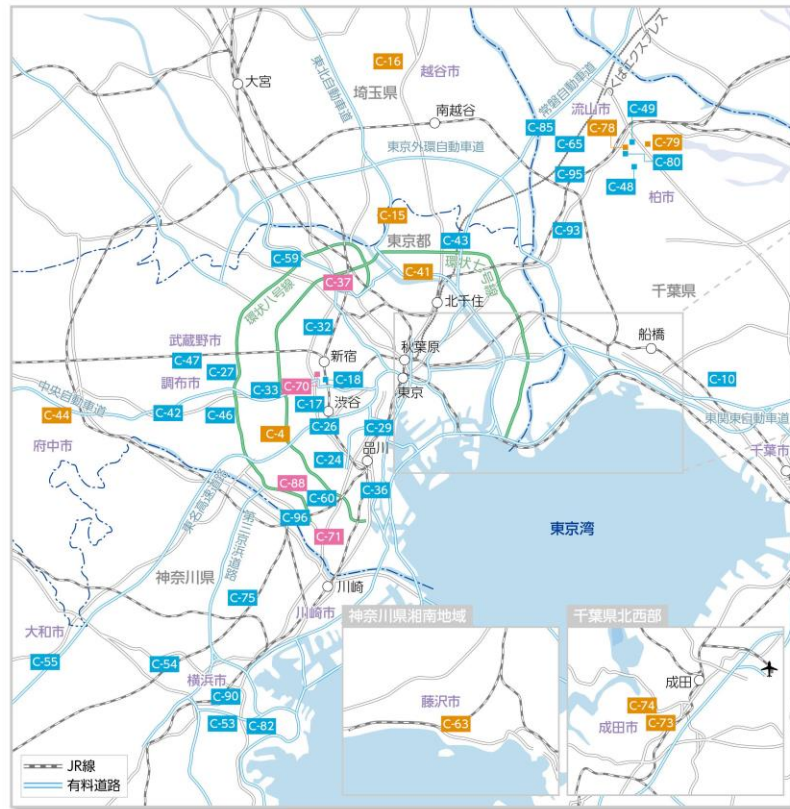 C-16
越谷市
大宮
東北自動車道
埼玉県
つくばエクスプレス
常磐自動車道
流山市
C-49
南越谷
C-85
C-78
C-65
C-79
東京外環自動車道
C-80
C-95
C-48
柏市
C-15
C-93
東京都
C-43
C-59
環状七号線
C-41
C-37
環状八号線
北千住
千葉県
C-32
武蔵野市
船橋
C-47
新宿
秋葉原
C-27
調布市
C-70
C-18
東京
C-10
中央自動車道
C-33
C-44
C-42
C-46
C-17
渋谷
東関東自動車道
府中市
C-26
C-29
C-4
千葉市
品川
C-24
東名高速道路
C-88
C-36
C-60
第三京浜道路
C-96
東京湾
C-71
神奈川県
川崎
C-75
川崎市
神奈川県湘南地域
千葉県北西部
大和市
C-55
C-54
横浜市
成田
C-90
藤沢市
C-74
C-53
C-82
C-63
成田市
C-73
JR線
有料道路